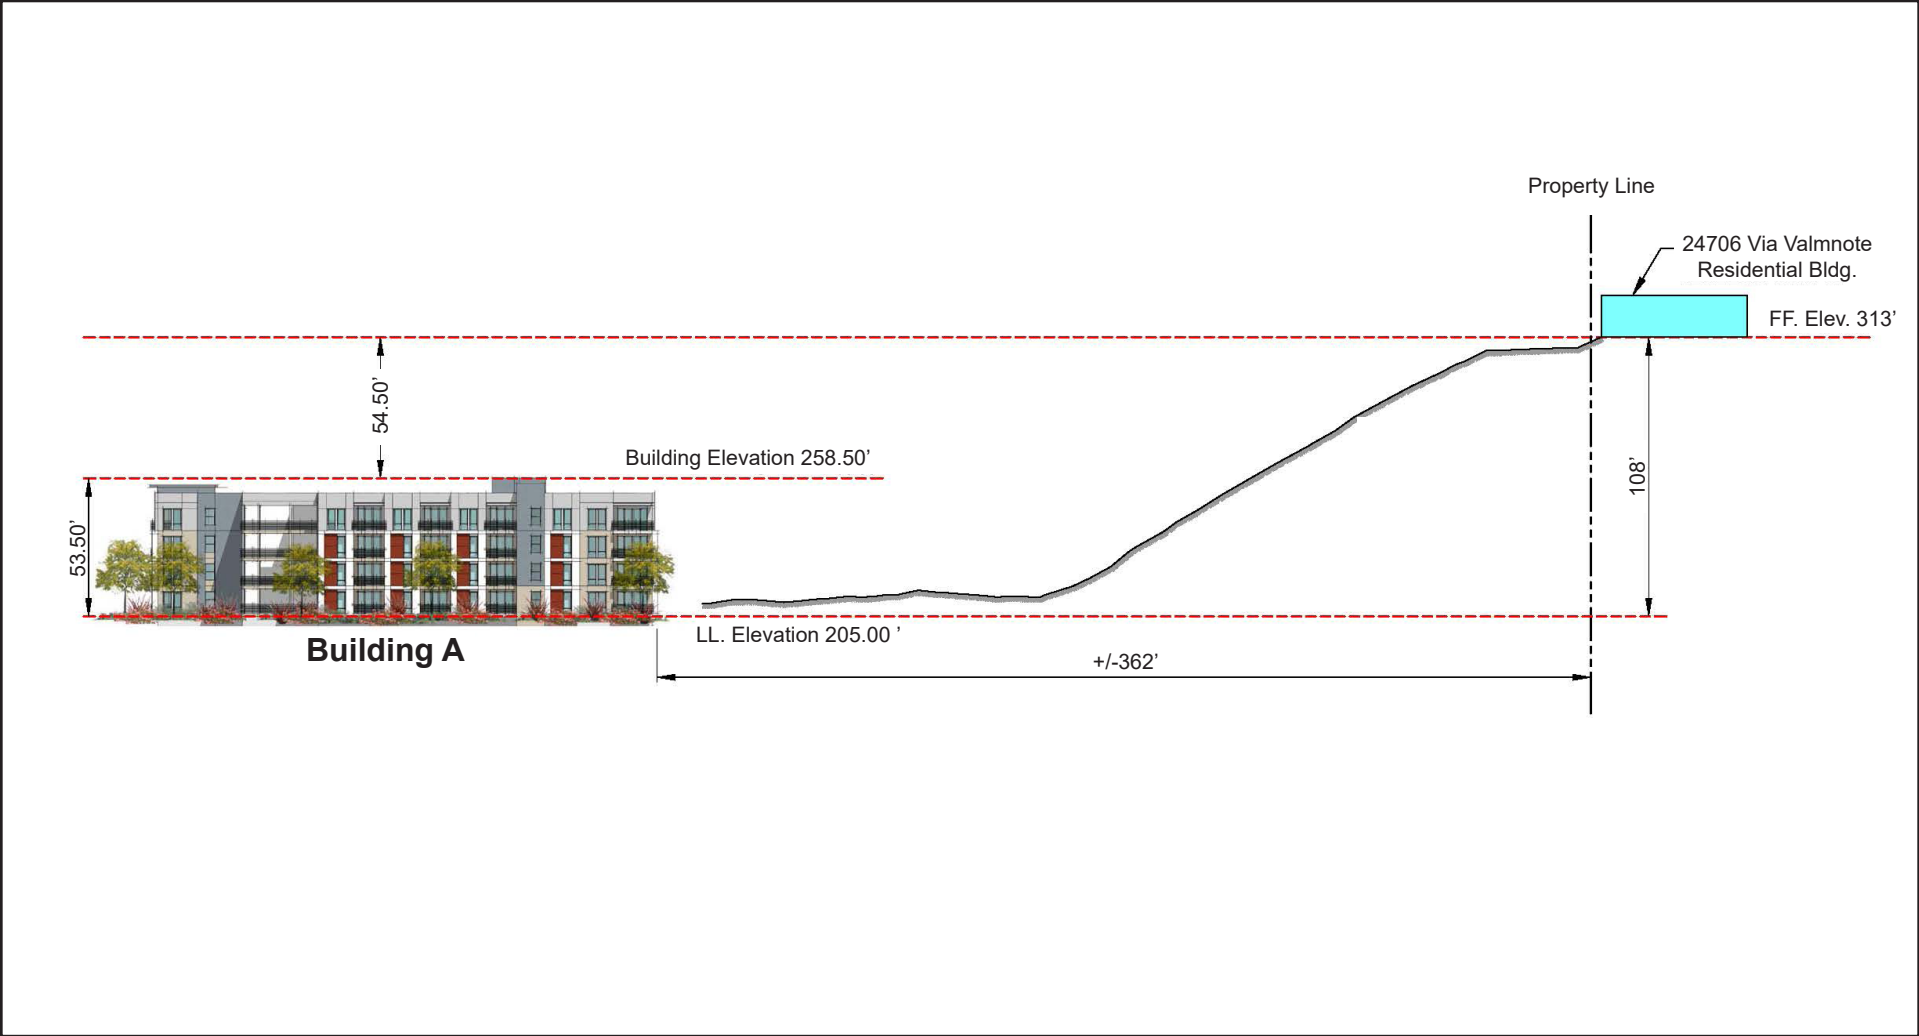 Property Line
24706 Via Valmnote
Residential Bldg.
FF. Elev. 313’
54.50’
Building Elevation 258.50’
108’
53.50’
LL. Elevation 205.00 ’
Building A
+/-362’